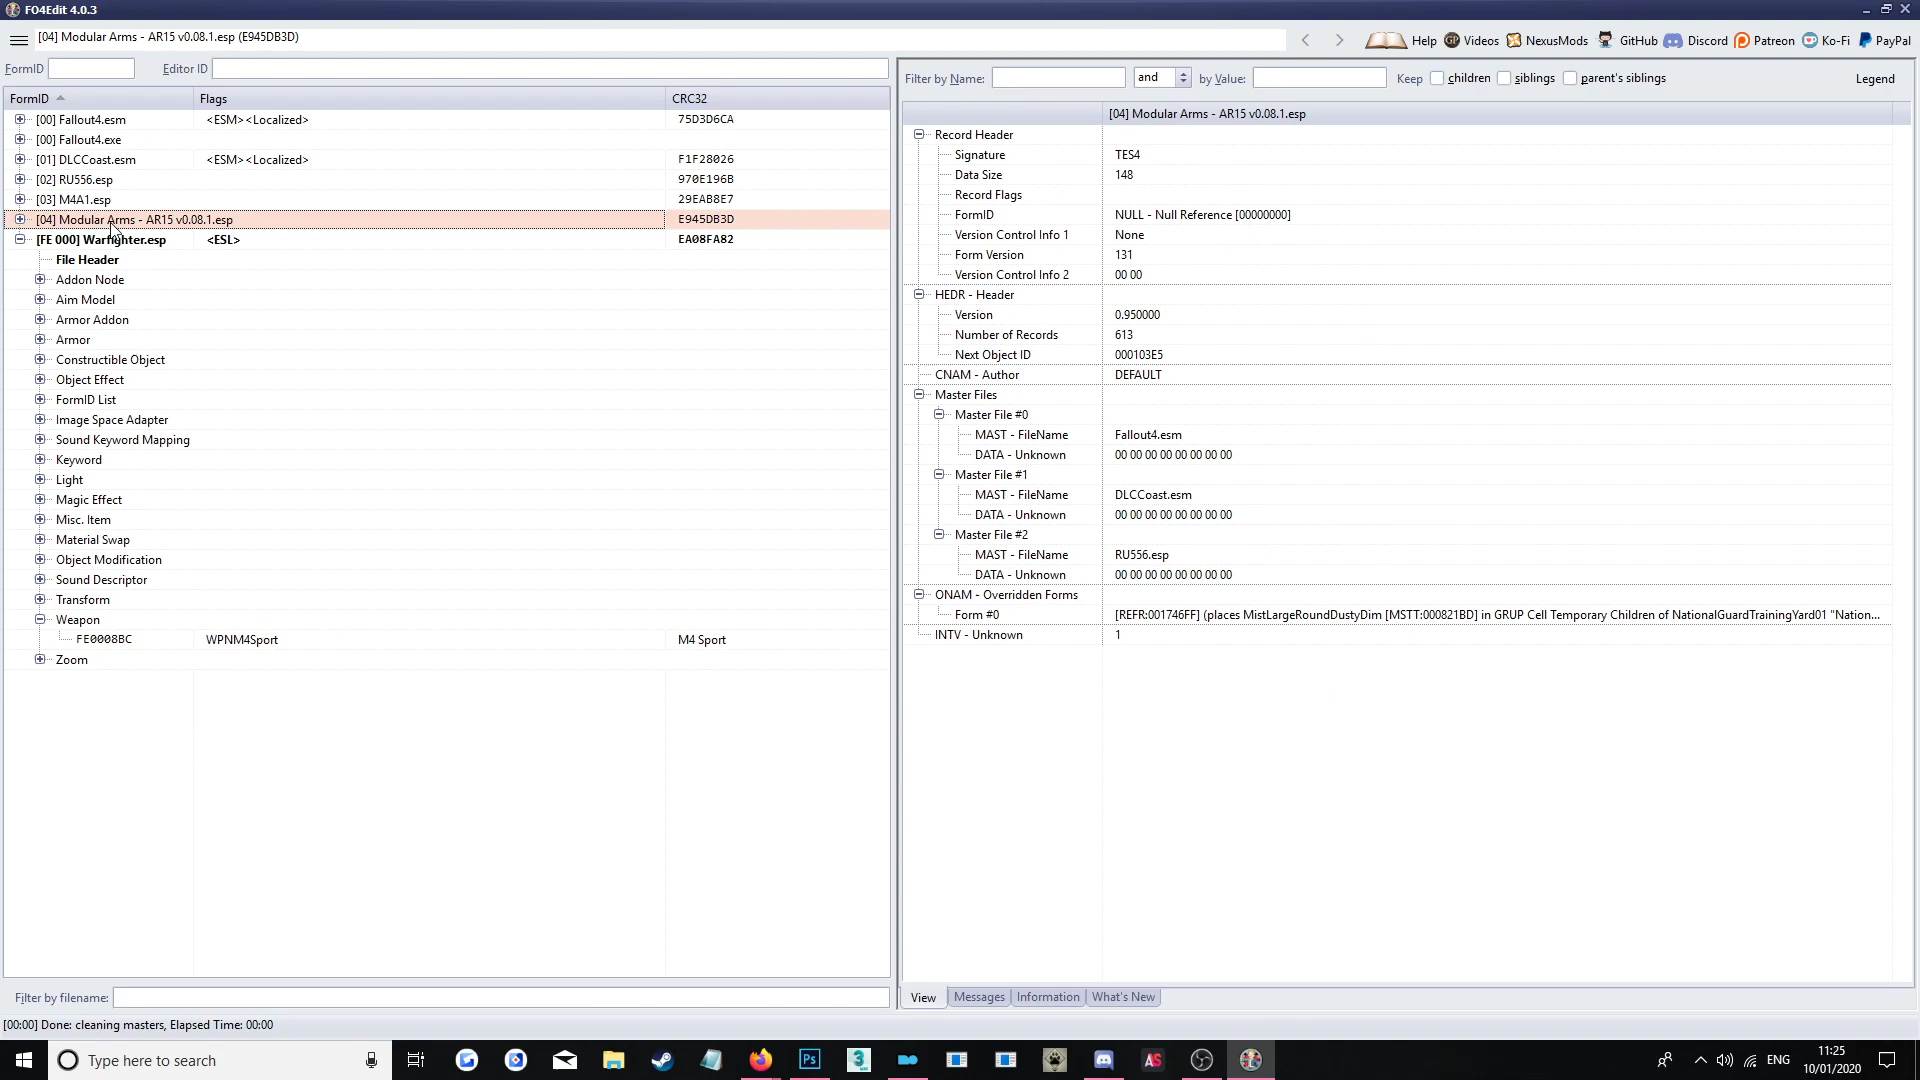 FO4Edit 4.0.3
[04] Modular Arms - AR15 v0.08.1.esp (E945DB3D)
Help Videos NexusMods GitHub Discord Patreon Ko-Fi PayPal
FormID Editor ID
Filter by Name: and by Value: Keep children siblings parent's siblings Legend
FormID Flags CRC32
[00] Fallout4.esm <ESM><Localized> 75D3D6CA
[00] Fallout4.exe
[01] DLCCoast.esm <ESM><Localized> F1F28026
[02] RU556.esp 970E196B
[03] M4A1.esp 29EAB8E7
[04] Modular Arms - AR15 v0.08.1.esp E945DB3D
[FE 000] Warfighter.esp <ESL> EA08FA82
File Header
Addon Node
Aim Model
Armor Addon
Armor
Constructible Object
Object Effect
FormID List
Image Space Adapter
Sound Keyword Mapping
Keyword
Light
Magic Effect
Misc. Item
Material Swap
Object Modification
Sound Descriptor
Transform
Weapon
FE0008BC WPNM4Sport M4 Sport
Zoom
[04] Modular Arms - AR15 v0.08.1.esp
Record Header
Signature TES4
Data Size 148
Record Flags
FormID NULL - Null Reference [00000000]
Version Control Info 1 None
Form Version 131
Version Control Info 2 00 00
HEDR - Header
Version 0.950000
Number of Records 613
Next Object ID 000103E5
CNAM - Author DEFAULT
Master Files
Master File #0
MAST - FileName Fallout4.esm
DATA - Unknown 00 00 00 00 00 00 00 00
Master File #1
MAST - FileName DLCCoast.esm
DATA - Unknown 00 00 00 00 00 00 00 00
Master File #2
MAST - FileName RU556.esp
DATA - Unknown 00 00 00 00 00 00 00 00
ONAM - Overridden Forms
Form #0 [REFR:001746FF] (places MistLargeRoundDustyDim [MSTT:000821BD] in GRUP Cell Temporary Children of NationalGuardTrainingYard01 "Nation...
INTV - Unknown 1
Filter by filename:
View Messages Information What's New
[00:00] Done: cleaning masters, Elapsed Time: 00:00
Type here to search
Ps
3
AS
ENG
11:25
10/01/2020